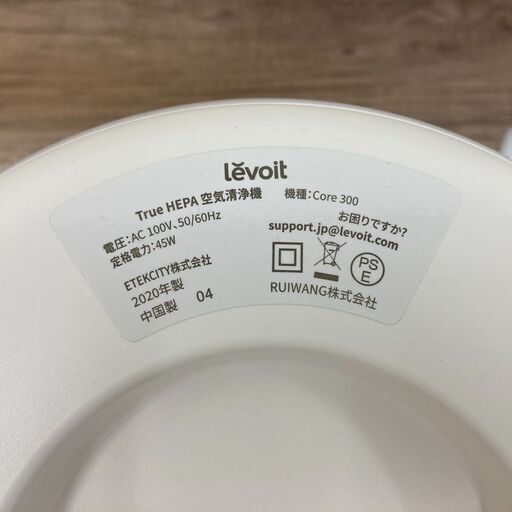 levoit
True HEPA 空気清浄機
電圧：AC 100V、50/60Hz
定格電力：45W
ETEKCITY株式会社
2020年製
中国製 04
機種：Core 300
お困りですか?
support.jp@levoit.com
PS
E
RUIWANG株式会社